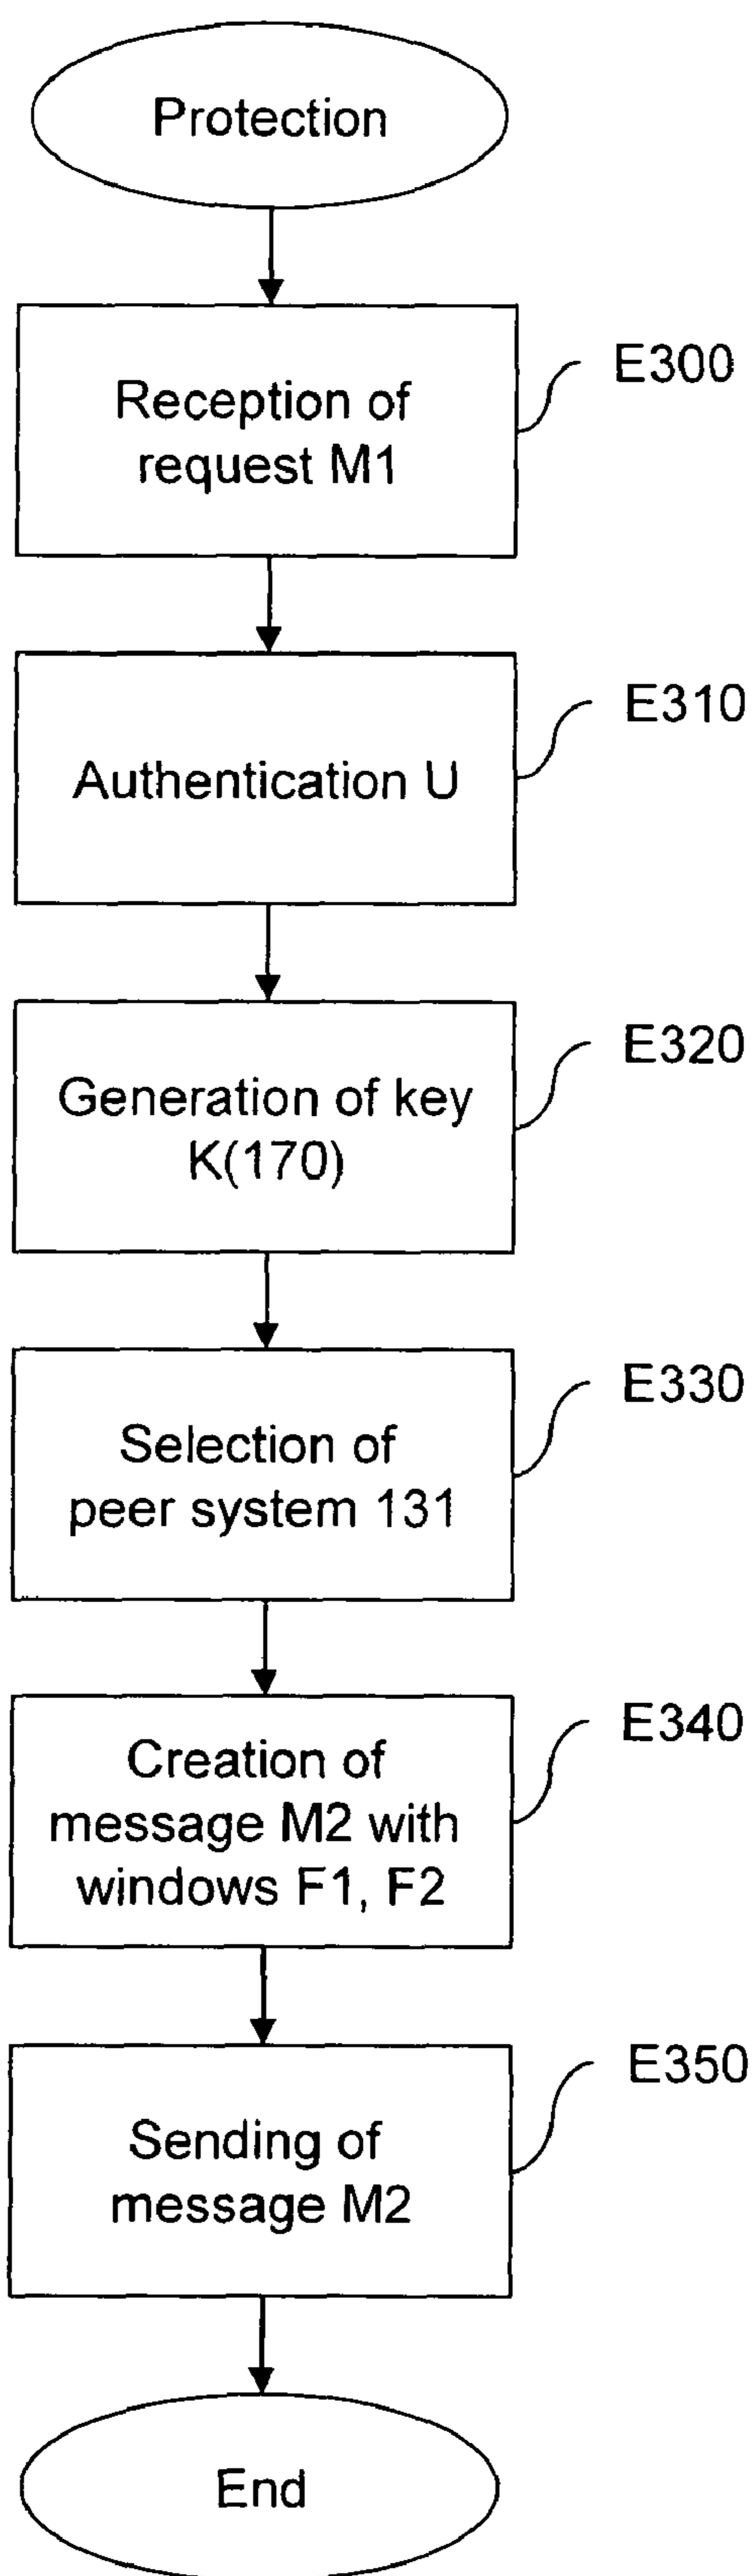 Protection
E300
Reception of
request M1
E310
Authentication U
E320
Generation of key
K(170)
E330
Selection of
peer system 131
E340
Creation of
message M2 with
windows F1, F2
E350
Sending of
message M2
End